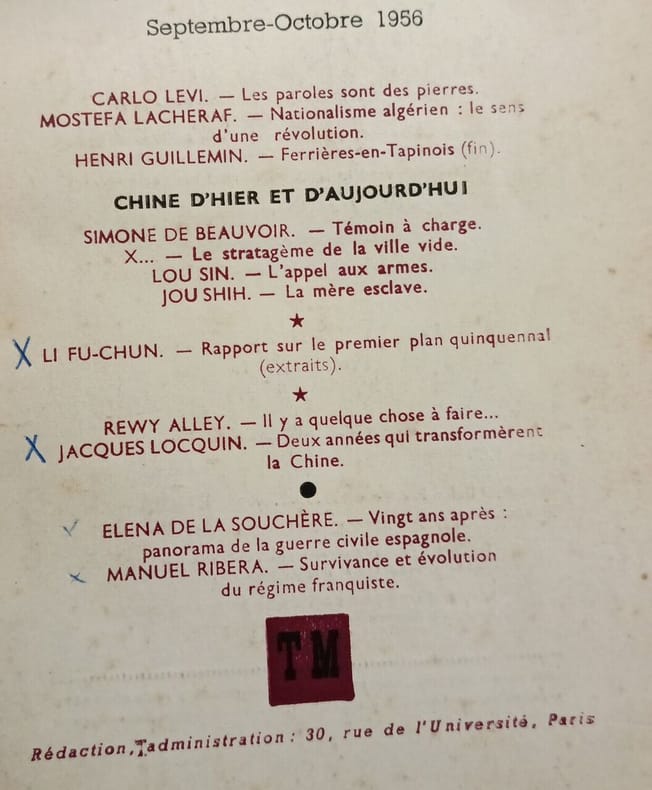 Septembre-Octobre 1956
CARLO LEVI. — Les paroles sont des pierres.
MOSTEFA LACHERAF. — Nationalisme algérien : le sens
d'une révolution.
HENRI GUILLEMIN. — Ferrières-en-Tapinois (fin).
CHINE D'HIER ET D'AUJOURD'HUI
SIMONE DE BEAUVOIR. — Témoin à charge.
X... — Le stratagème de la ville vide.
LOU SIN. — L'appel aux armes.
JOU SHIH. — La mère esclave.
LI FU-CHUN. — Rapport sur le premier plan quinquennal
(extraits).
REWY ALLEY. — Il y a quelque chose à faire...
JACQUES LOCQUIN. — Deux années qui transformèrent
la Chine.
ELENA DE LA SOUCHÈRE. — Vingt ans après :
panorama de la guerre civile espagnole.
MANUEL RIBERA. — Survivance et évolution
du régime franquiste.
TM
Rédaction, administration : 30, rue de l'Université, Paris